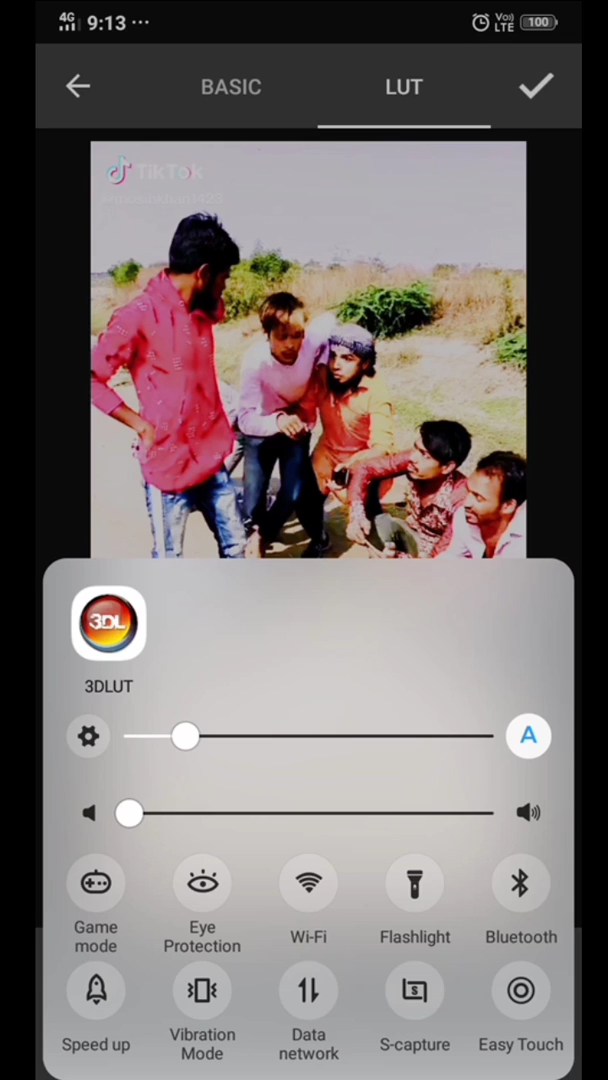 4G 9:13 ··· Vo)) LTE 100
BASIC LUT
TikTok
3DL
3DLUT
A
Game mode
Eye Protection
Wi-Fi
Flashlight
Bluetooth
Speed up
Vibration Mode
Data network
S-capture
Easy Touch